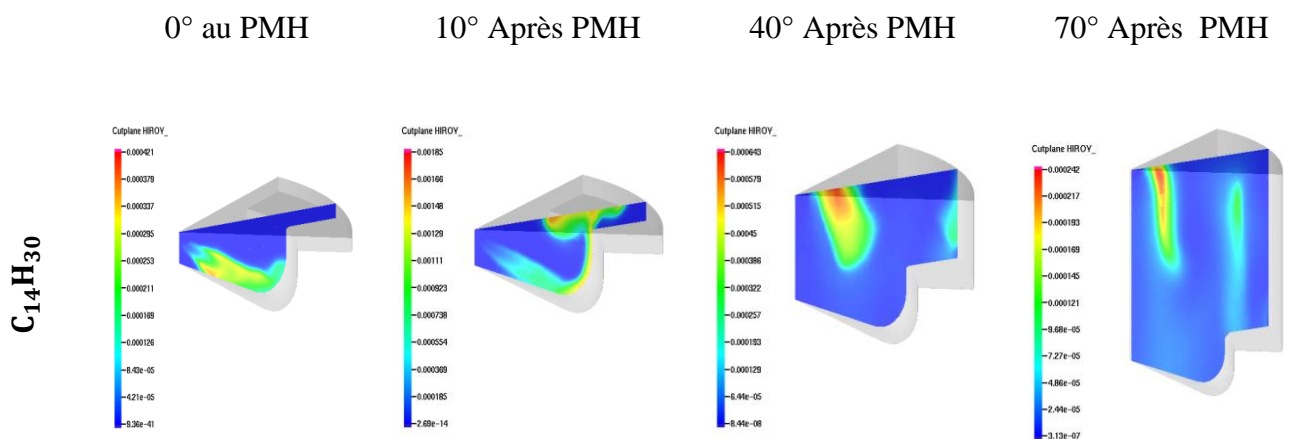 0° au PMH
10° Après PMH
40° Après PMH
70° Après PMH
C₁₄H₃₀
Cutplane HIROY_
0.000421
0.000379
0.000337
0.000295
0.000253
0.000211
0.000169
0.000126
8.43e-05
4.21e-05
9.36e-41
Cutplane HIROY_
0.00185
0.00166
0.00148
0.00129
0.00111
0.000923
0.000738
0.000554
0.000369
0.000185
2.69e-14
Cutplane HIROY_
0.000643
0.000579
0.000515
0.00045
0.000386
0.000322
0.000257
0.000193
0.000129
6.44e-05
8.44e-08
Cutplane HIROY_
0.000242
0.000217
0.000193
0.000169
0.000145
0.000121
9.68e-05
7.27e-05
4.86e-05
2.44e-05
3.13e-07